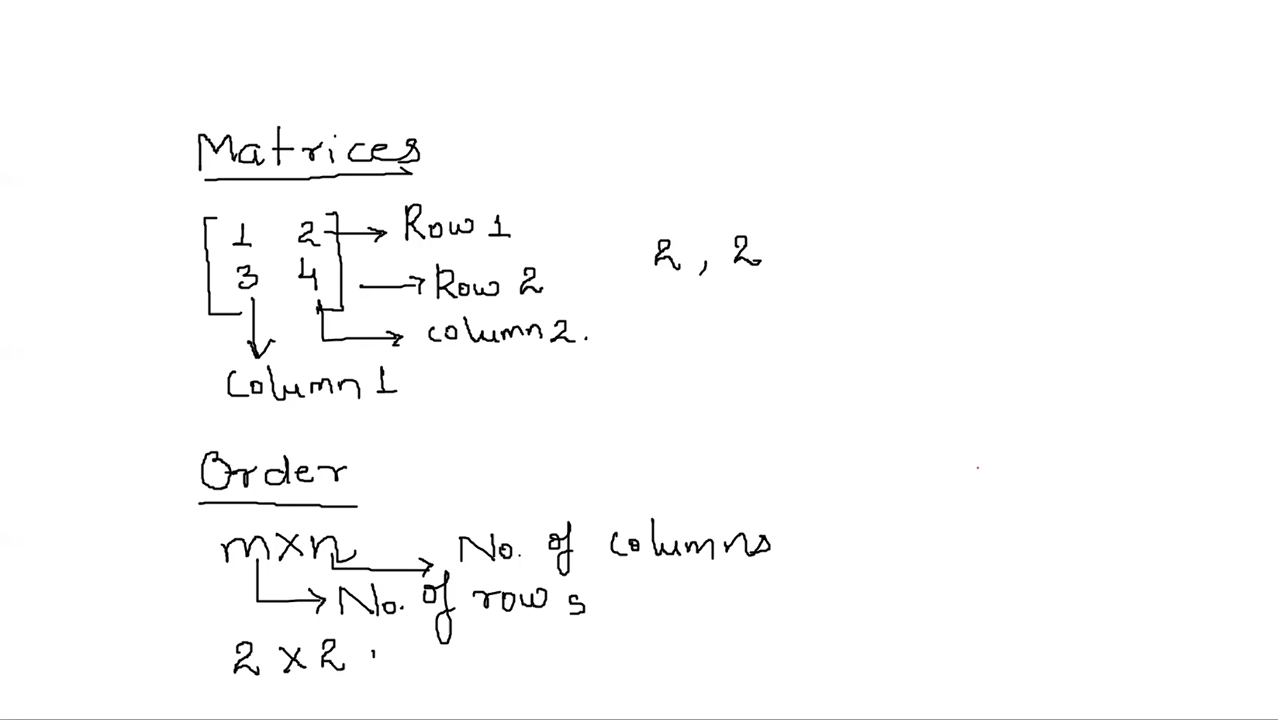 Matrices
1 2 → Row 1
2, 2
3 4 → Row 2
→ column 2.
Column 1
Order
m×n → No. of columns
→ No. of rows
2 × 2